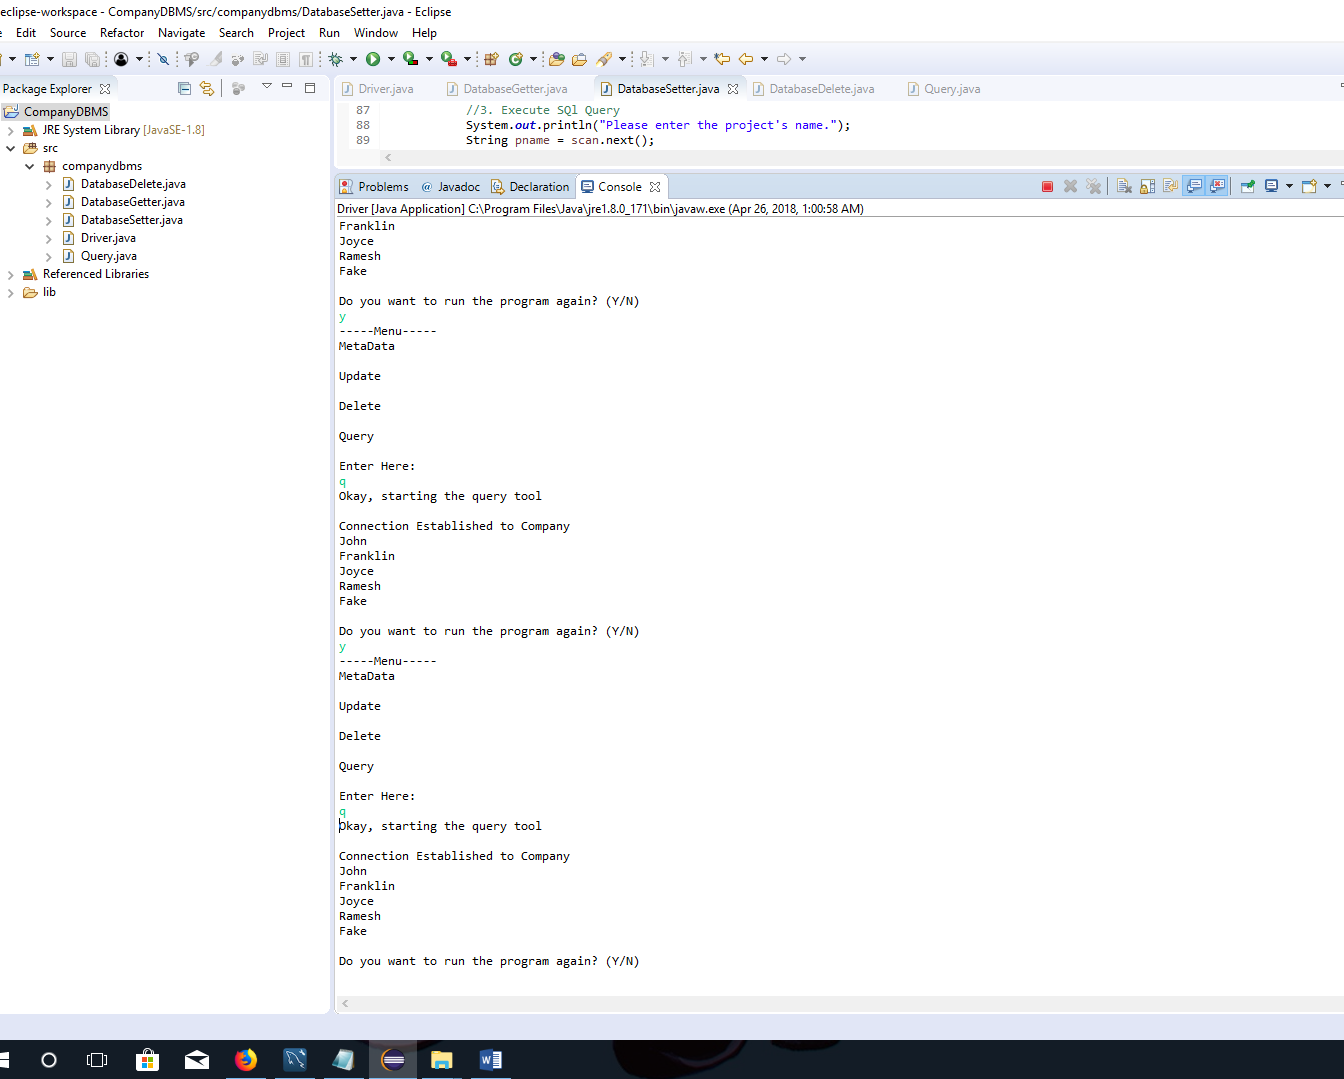 eclipse-workspace - CompanyDBMS/src/companydbms/DatabaseSetter.java - Eclipse
Edit Source Refactor Navigate Search Project Run Window Help
Package Explorer
CompanyDBMS
JRE System Library [JavaSE-1.8]
src
companydbms
DatabaseDelete.java
DatabaseGetter.java
DatabaseSetter.java
Driver.java
Query.java
Referenced Libraries
lib
Driver.java DatabaseGetter.java DatabaseSetter.java DatabaseDelete.java Query.java
87 //3. Execute SQl Query
88 System.out.println("Please enter the project's name.");
89 String pname = scan.next();
Problems @ Javadoc Declaration Console
Driver [Java Application] C:\Program Files\Java\jre1.8.0_171\bin\javaw.exe (Apr 26, 2018, 1:00:58 AM)
Franklin
Joyce
Ramesh
Fake
Do you want to run the program again? (Y/N)
y
-----Menu-----
MetaData
Update
Delete
Query
Enter Here:
q
Okay, starting the query tool
Connection Established to Company
John
Franklin
Joyce
Ramesh
Fake
Do you want to run the program again? (Y/N)
y
-----Menu-----
MetaData
Update
Delete
Query
Enter Here:
q
Okay, starting the query tool
Connection Established to Company
John
Franklin
Joyce
Ramesh
Fake
Do you want to run the program again? (Y/N)